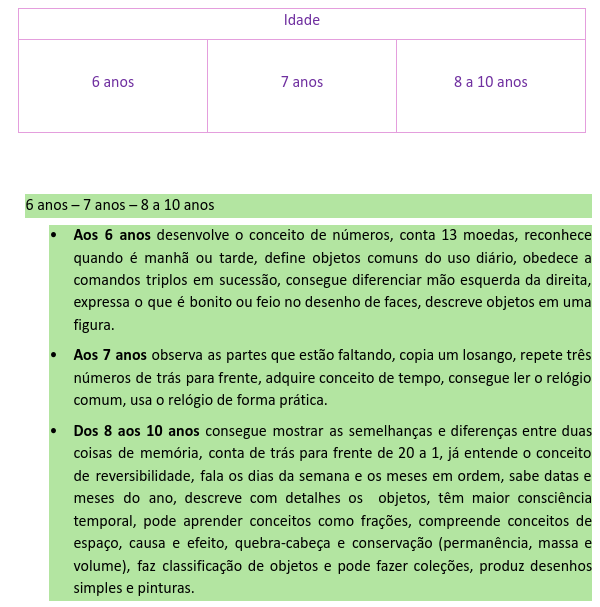 Idade
6 anos 7 anos 8 a 10 anos
6 anos – 7 anos – 8 a 10 anos
• Aos 6 anos desenvolve o conceito de números, conta 13 moedas, reconhece
quando é manhã ou tarde, define objetos comuns do uso diário, obedece a
comandos triplos em sucessão, consegue diferenciar mão esquerda da direita,
expressa o que é bonito ou feio no desenho de faces, descreve objetos em uma
figura.
• Aos 7 anos observa as partes que estão faltando, copia um losango, repete três
números de trás para frente, adquire conceito de tempo, consegue ler o relógio
comum, usa o relógio de forma prática.
• Dos 8 aos 10 anos consegue mostrar as semelhanças e diferenças entre duas
coisas de memória, conta de trás para frente de 20 a 1, já entende o conceito
de reversibilidade, fala os dias da semana e os meses em ordem, sabe datas e
meses do ano, descreve com detalhes os objetos, têm maior consciência
temporal, pode aprender conceitos como frações, compreende conceitos de
espaço, causa e efeito, quebra-cabeça e conservação (permanência, massa e
volume), faz classificação de objetos e pode fazer coleções, produz desenhos
simples e pinturas.